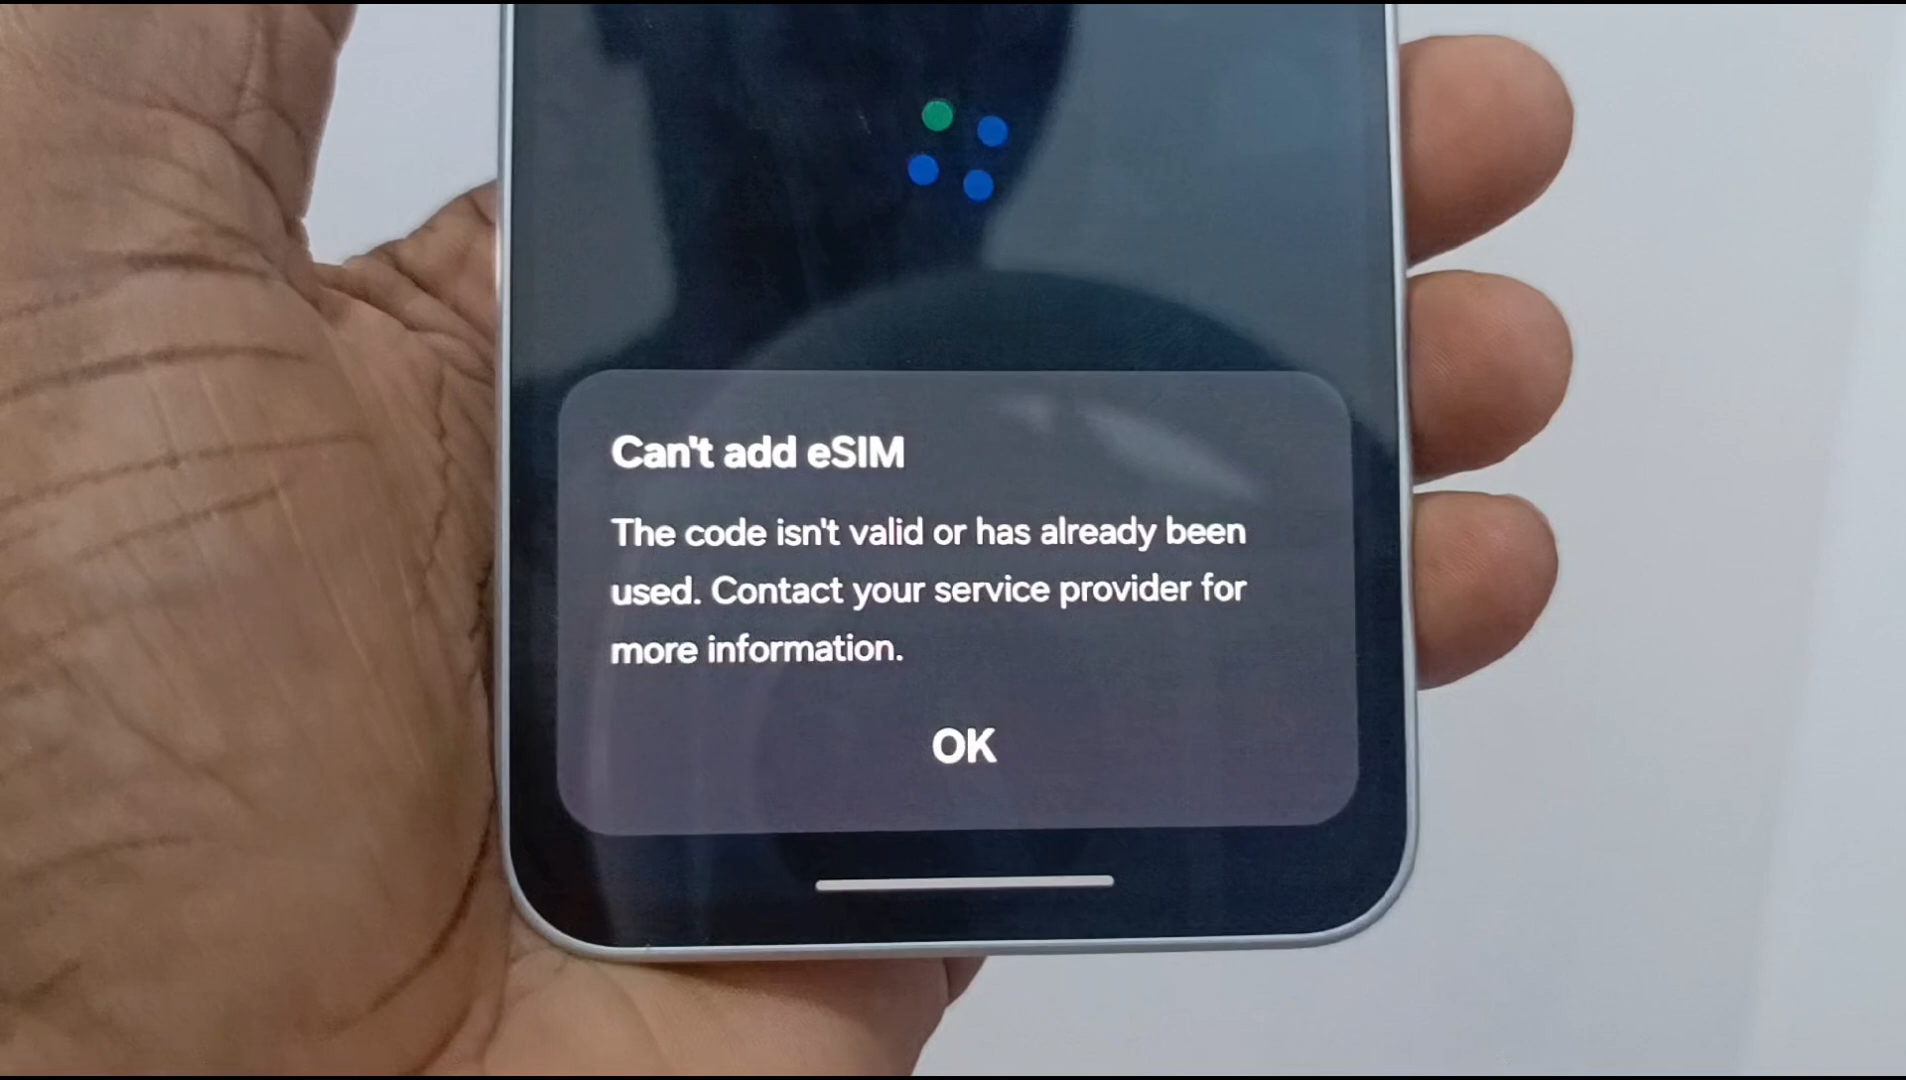 Can't add eSIM
The code isn't valid or has already been
used. Contact your service provider for
more information.
OK